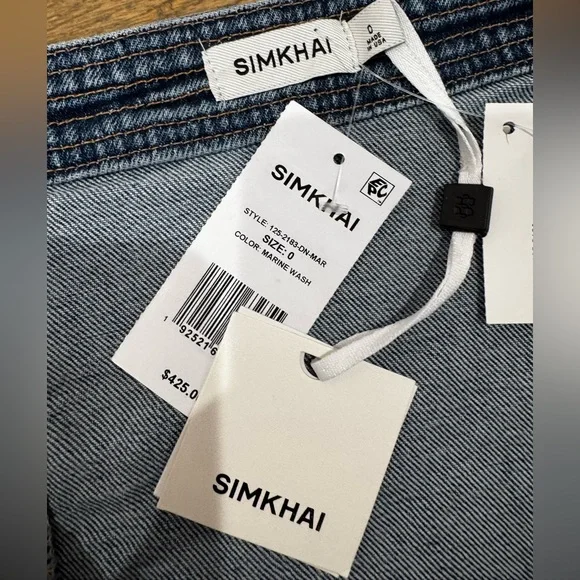 SIMKHAI
0
MADE
IN USA
SIMKHAI
EPC
STYLE: 125-2183-DN-MAR
SIZE: 0
COLOR: MARINE WASH
1 925216
$425.0
SIMKHAI